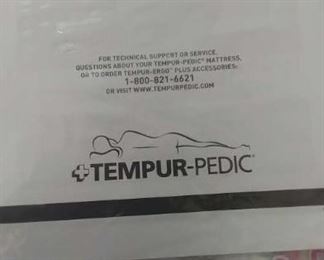 FOR TECHNICAL SUPPORT OR SERVICE,
QUESTIONS ABOUT YOUR TEMPUR-PEDIC® MATTRESS,
OR TO ORDER TEMPUR-ERGO™ PLUS ACCESSORIES:
1-800-821-6621
OR VISIT WWW.TEMPURPEDIC.COM
TEMPUR-PEDIC®